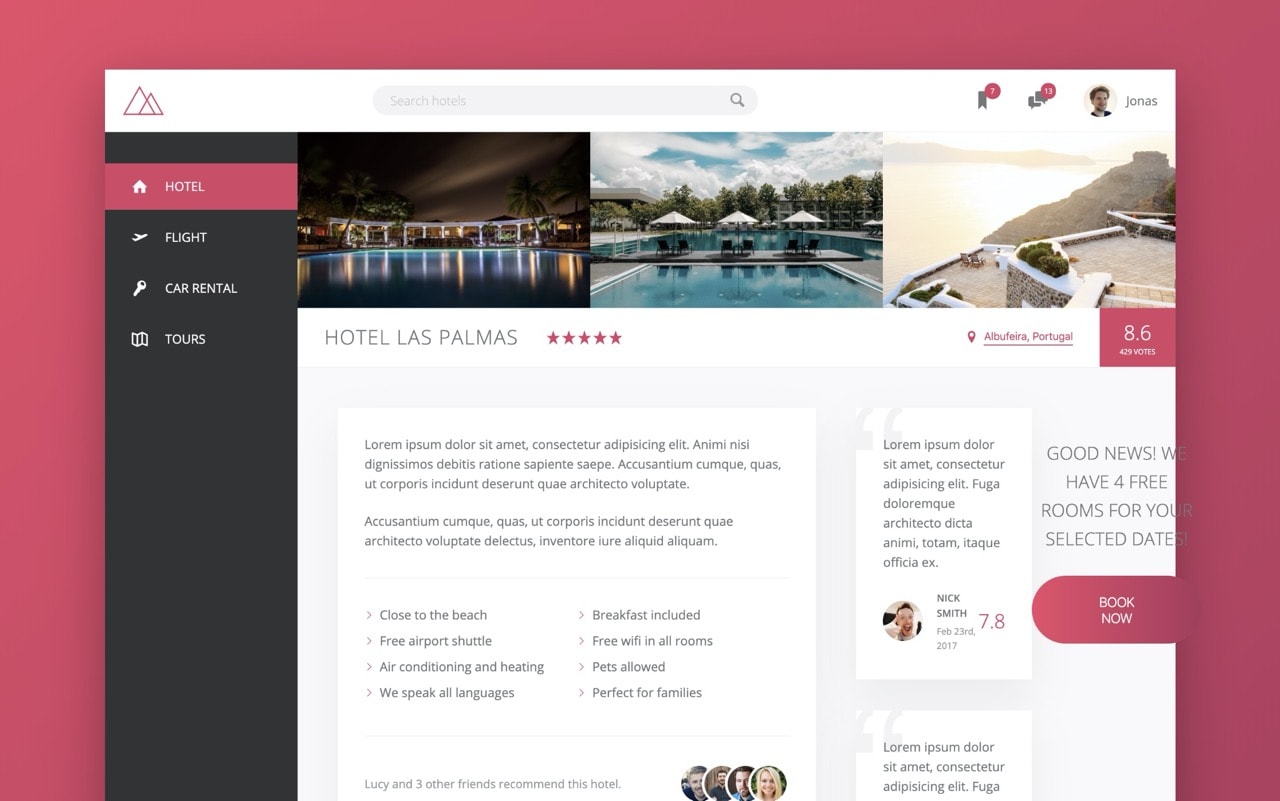 Search hotels
7
13
Jonas
HOTEL
FLIGHT
CAR RENTAL
TOURS
HOTEL LAS PALMAS
Albufeira, Portugal
8.6
429 VOTES
Lorem ipsum dolor sit amet, consectetur adipisicing elit. Animi nisi
dignissimos debitis ratione sapiente saepe. Accusantium cumque, quas,
ut corporis incidunt deserunt quae architecto voluptate.
Accusantium cumque, quas, ut corporis incidunt deserunt quae
architecto voluptate delectus, inventore iure aliquid aliquam.
Close to the beach
Free airport shuttle
Air conditioning and heating
We speak all languages
Breakfast included
Free wifi in all rooms
Pets allowed
Perfect for families
Lucy and 3 other friends recommend this hotel.
Lorem ipsum dolor
sit amet, consectetur
adipisicing elit. Fuga
doloremque
architecto dicta
animi, totam, itaque
officia ex.
NICK
SMITH
Feb 23rd,
2017
7.8
Lorem ipsum dolor
sit amet, consectetur
adipisicing elit. Fuga
GOOD NEWS! WE
HAVE 4 FREE
ROOMS FOR YOUR
SELECTED DATES!
BOOK
NOW